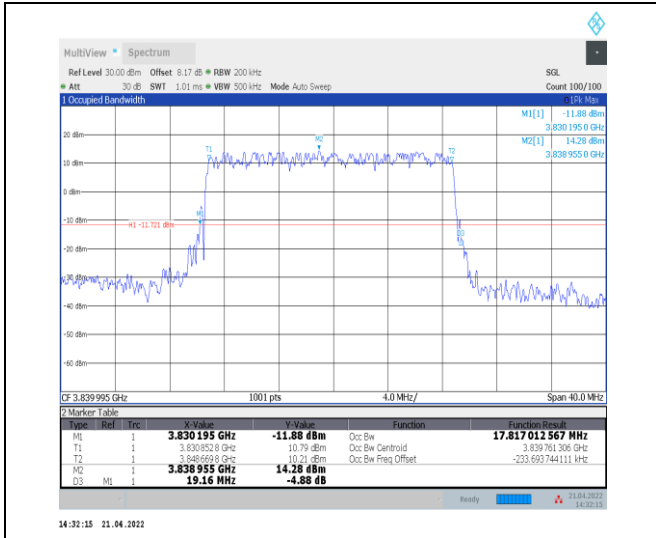 MultiView Spectrum
Ref Level 30.00 dBm Offset 8.17 dB RBW 200 kHz SGL
Att 30 dB SWT 1.01 ms VBW 500 kHz Mode Auto Sweep Count 100/100
1 Occupied Bandwidth 1Pk Max
M1[1] -11.88 dBm
3.830 195 0 GHz
M2[1] 14.28 dBm
3.838 955 0 GHz
20 dBm
M2
T1 T2
10 dBm
0 dBm
M1
-10 dBm
H1 -11.721 dBm
D3
-20 dBm
-30 dBm
-40 dBm
-50 dBm
-60 dBm
CF 3.839 995 GHz 1001 pts 4.0 MHz/ Span 40.0 MHz
2 Marker Table
Type Ref Trc X-Value Y-Value Function Function Result
M1 1 3.830 195 GHz -11.88 dBm Occ Bw 17.817 012 567 MHz
T1 1 3.830 852 8 GHz 10.79 dBm Occ Bw Centroid 3.839 761 306 GHz
T2 1 3.848 669 8 GHz 10.21 dBm Occ Bw Freq Offset -233.693 744 111 kHz
M2 1 3.838 955 GHz 14.28 dBm
D3 M1 1 19.16 MHz -4.88 dB
Ready 21.04.2022
14:32:15
14:32:15 21.04.2022